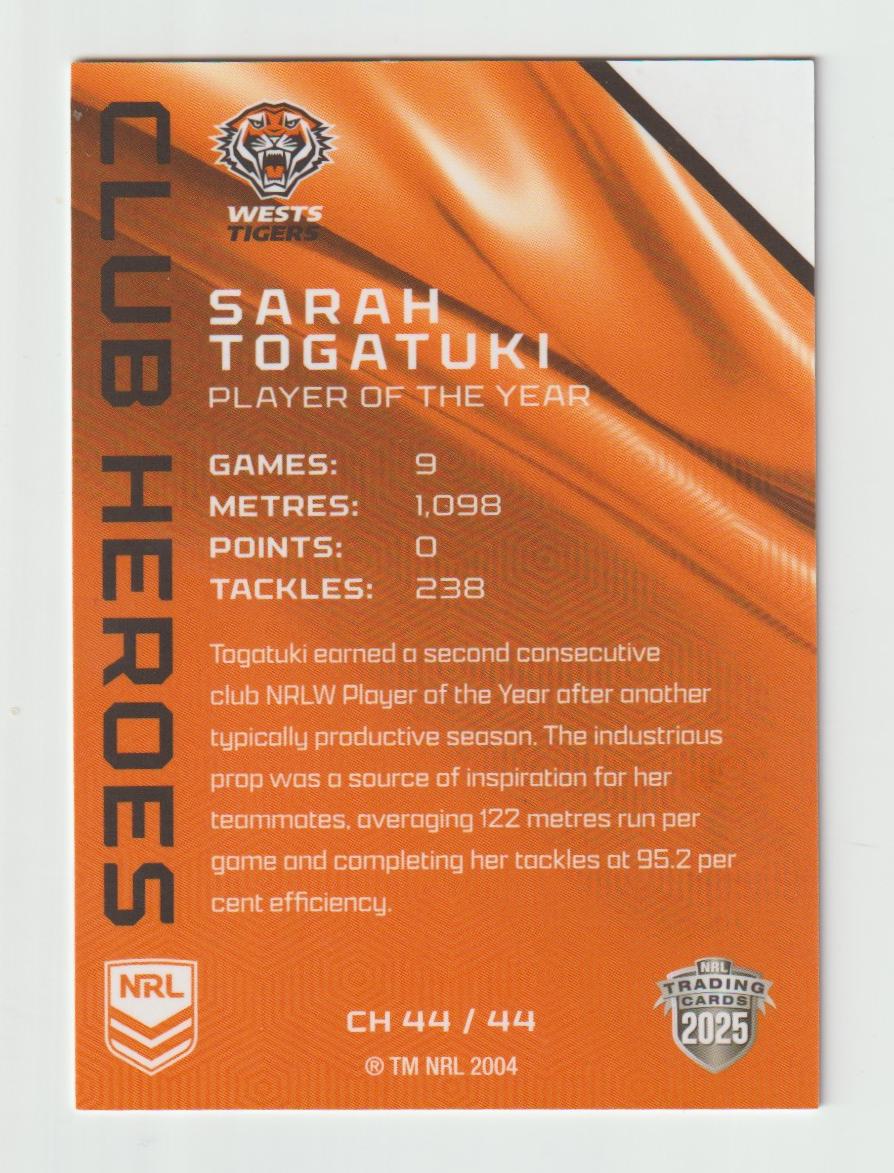 CLUB HEROES
WESTS
TIGERS
SARAH
TOGATUKI
PLAYER OF THE YEAR
GAMES: 9
METRES: 1,098
POINTS: 0
TACKLES: 238
Togatuki earned a second consecutive
club NRLW Player of the Year after another
typically productive season. The industrious
prop was a source of inspiration for her
teammates, averaging 122 metres run per
game and completing her tackles at 95.2 per
cent efficiency.
NRL
CH 44 / 44
® TM NRL 2004
NRL
TRADING
CARDS
2025